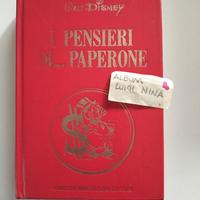 WALT DISNEY
I PENSIERI
DI... PAPERONE
ALBUM
LUIGI NINA